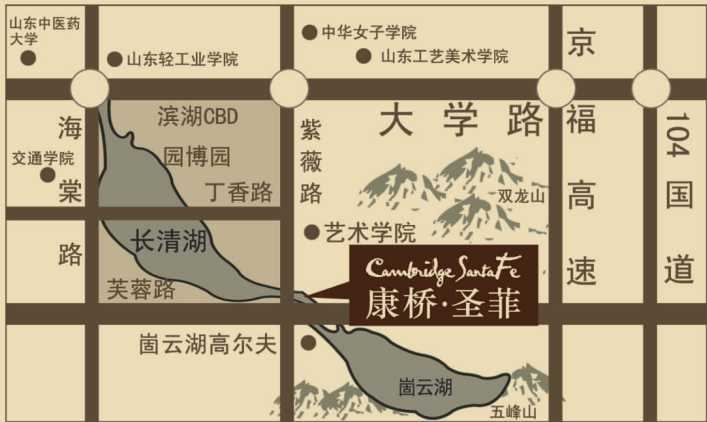 山东中医药
大学
山东轻工业学院
中华女子学院
山东工艺美术学院
京福高速
海棠路
滨湖CBD
紫薇路
大学路
104国道
园博园
交通学院
丁香路
双龙山
长清湖
艺术学院
Cambridge SantaFe
康桥·圣菲
芙蓉路
崮云湖高尔夫
崮云湖
五峰山